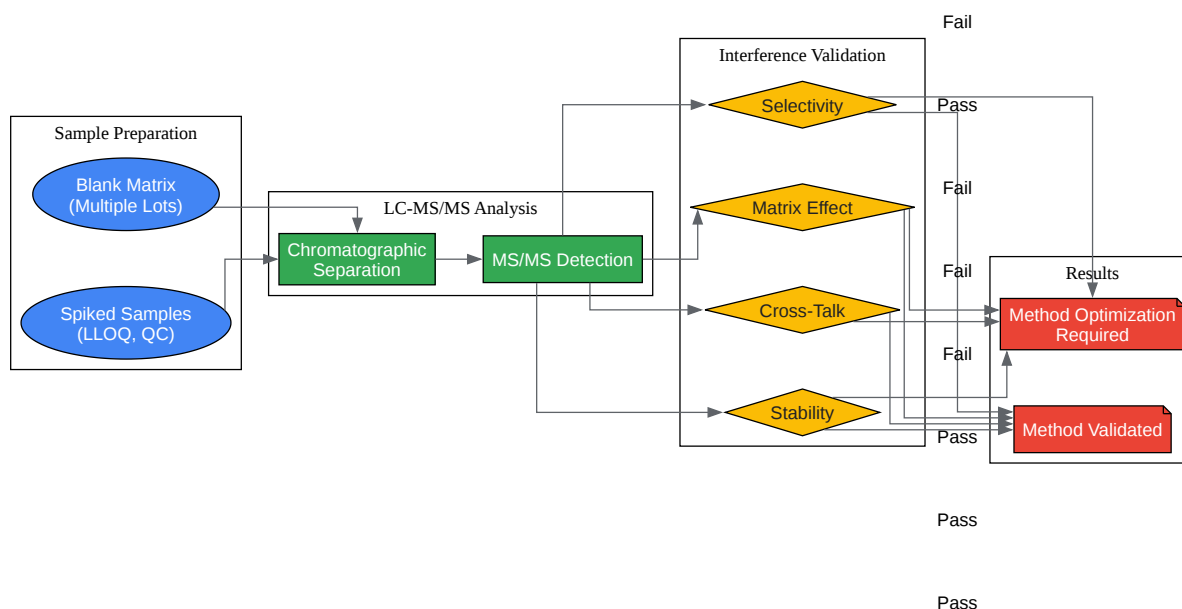 Sample Preparation
Blank Matrix
(Multiple Lots)
Spiked Samples
(LLOQ, QC)
LC-MS/MS Analysis
Chromatographic
Separation
MS/MS Detection
Interference Validation
Selectivity
Matrix Effect
Cross-Talk
Stability
Fail
Pass
Fail
Fail
Fail
Pass
Pass
Pass
Results
Method Optimization
Required
Method Validated